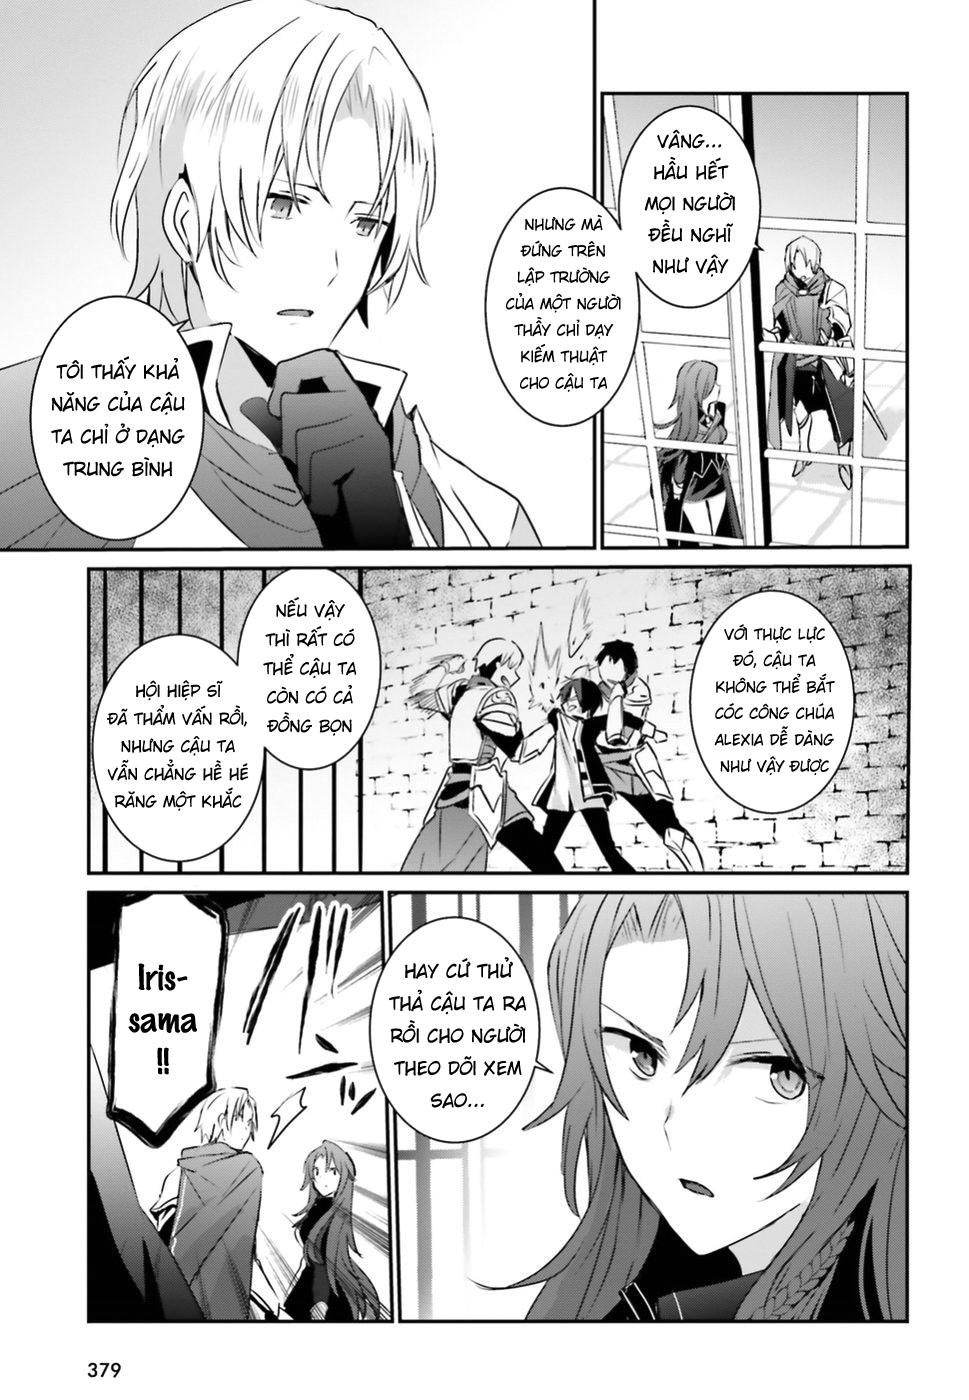 VÂNG...
HẦU HẾT
MỌI NGƯỜI
ĐỀU NGHĨ
NHƯ VẬY
NHƯNG MÀ
ĐỨNG TRÊN
LẬP TRƯỜNG
CỦA MỘT NGƯỜI
THẦY CHỈ DẠY
KIẾM THUẬT
CHO CẬU TA
TÔI THẤY KHẢ
NĂNG CỦA CẬU
TA CHỈ Ở DẠNG
TRUNG BÌNH
VỚI THỰC LỰC
ĐÓ, CẬU TA
KHÔNG THỂ BẮT
CÓC CÔNG CHÚA
ALEXIA DỄ DÀNG
NHƯ VẬY ĐƯỢC
NẾU VẬY
THÌ RẤT CÓ
THỂ CẬU TA
CÒN CÓ CẢ
ĐỒNG BỌN
HỘI HIỆP SĨ
ĐÃ THẨM VẤN RỒI,
NHƯNG CẬU TA
VẪN CHẲNG HỀ HÉ
RĂNG MỘT KHẮC
HAY CỨ THỬ
THẢ CẬU TA RA
RỒI CHO NGƯỜI
THEO DÕI XEM
SAO...
Iris-
sama
!!
379